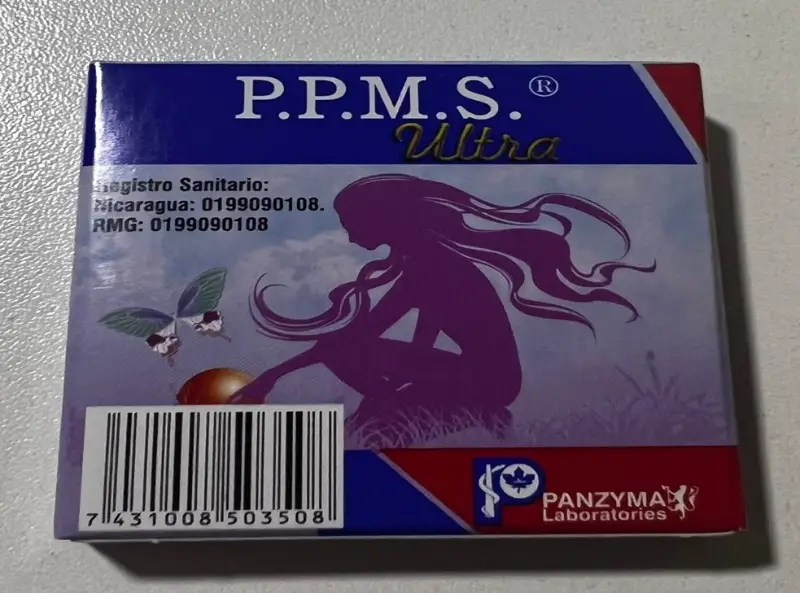 P.P.M.S.®
Ultra
Registro Sanitario:
Nicaragua: 0199090108.
RMG: 0199090108
7 431008 503508
PANZYMA
Laboratories